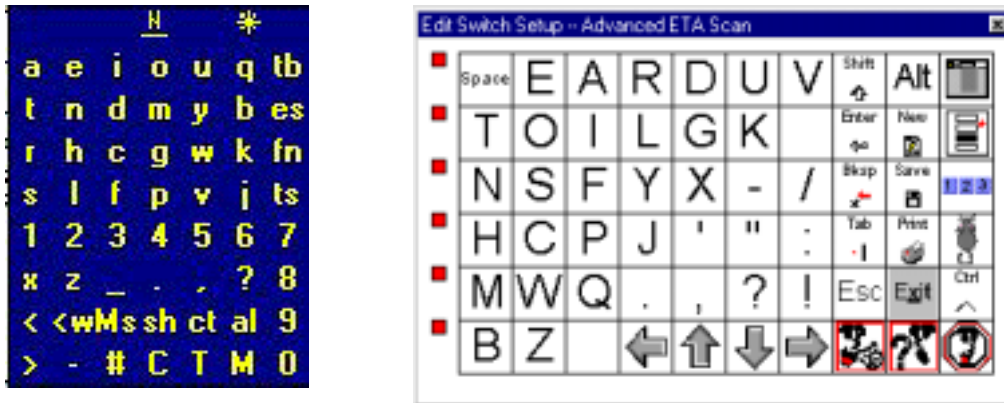 N *
a e i o u q tb
t n d m y b es
r h c g w k fn
s l f p v j ts
1 2 3 4 5 6 7
x z _ . , ? 8
< <w Ms sh ct al 9
> - # C T M 0
Edit Switch Setup -- Advanced ETA Scan
Space E A R D U V Shift Alt
T O I L G K Enter New
N S F Y X - / Bksp Save 1 2 3
H C P J ' " : Tab Print
M W Q . , ? ! Esc Exit Ctrl
B Z